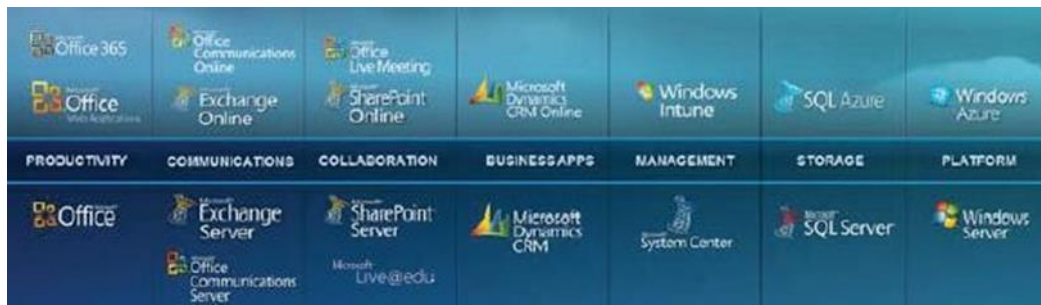 Office 365
Microsoft
Office
Web Applications
Office
Communications
Online
Exchange
Online
Office
Live Meeting
SharePoint
Online
Microsoft
Dynamics
CRM Online
Windows
Intune
SQL Azure
Windows
Azure
PRODUCTIVITY COMMUNICATIONS COLLABORATION BUSINESS APPS MANAGEMENT STORAGE PLATFORM
Office
Exchange
Server
Office
Communications
Server
SharePoint
Server
Microsoft
Live@edu
Microsoft
Dynamics
CRM
System Center
Microsoft
SQL Server
Windows
Server